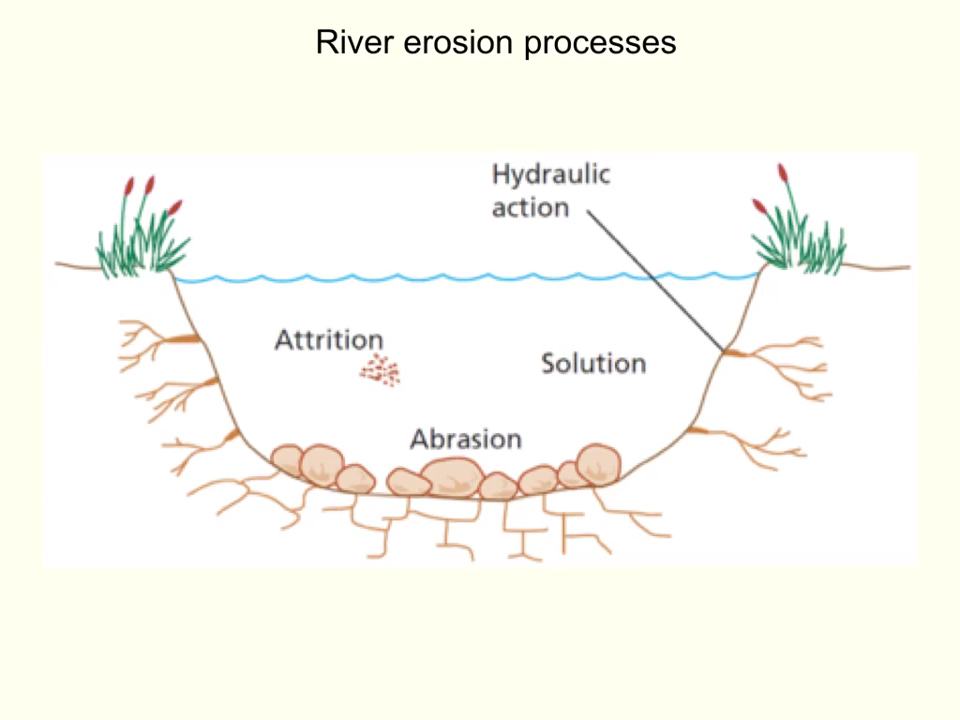 River erosion processes
Hydraulic
action
Attrition
Solution
Abrasion